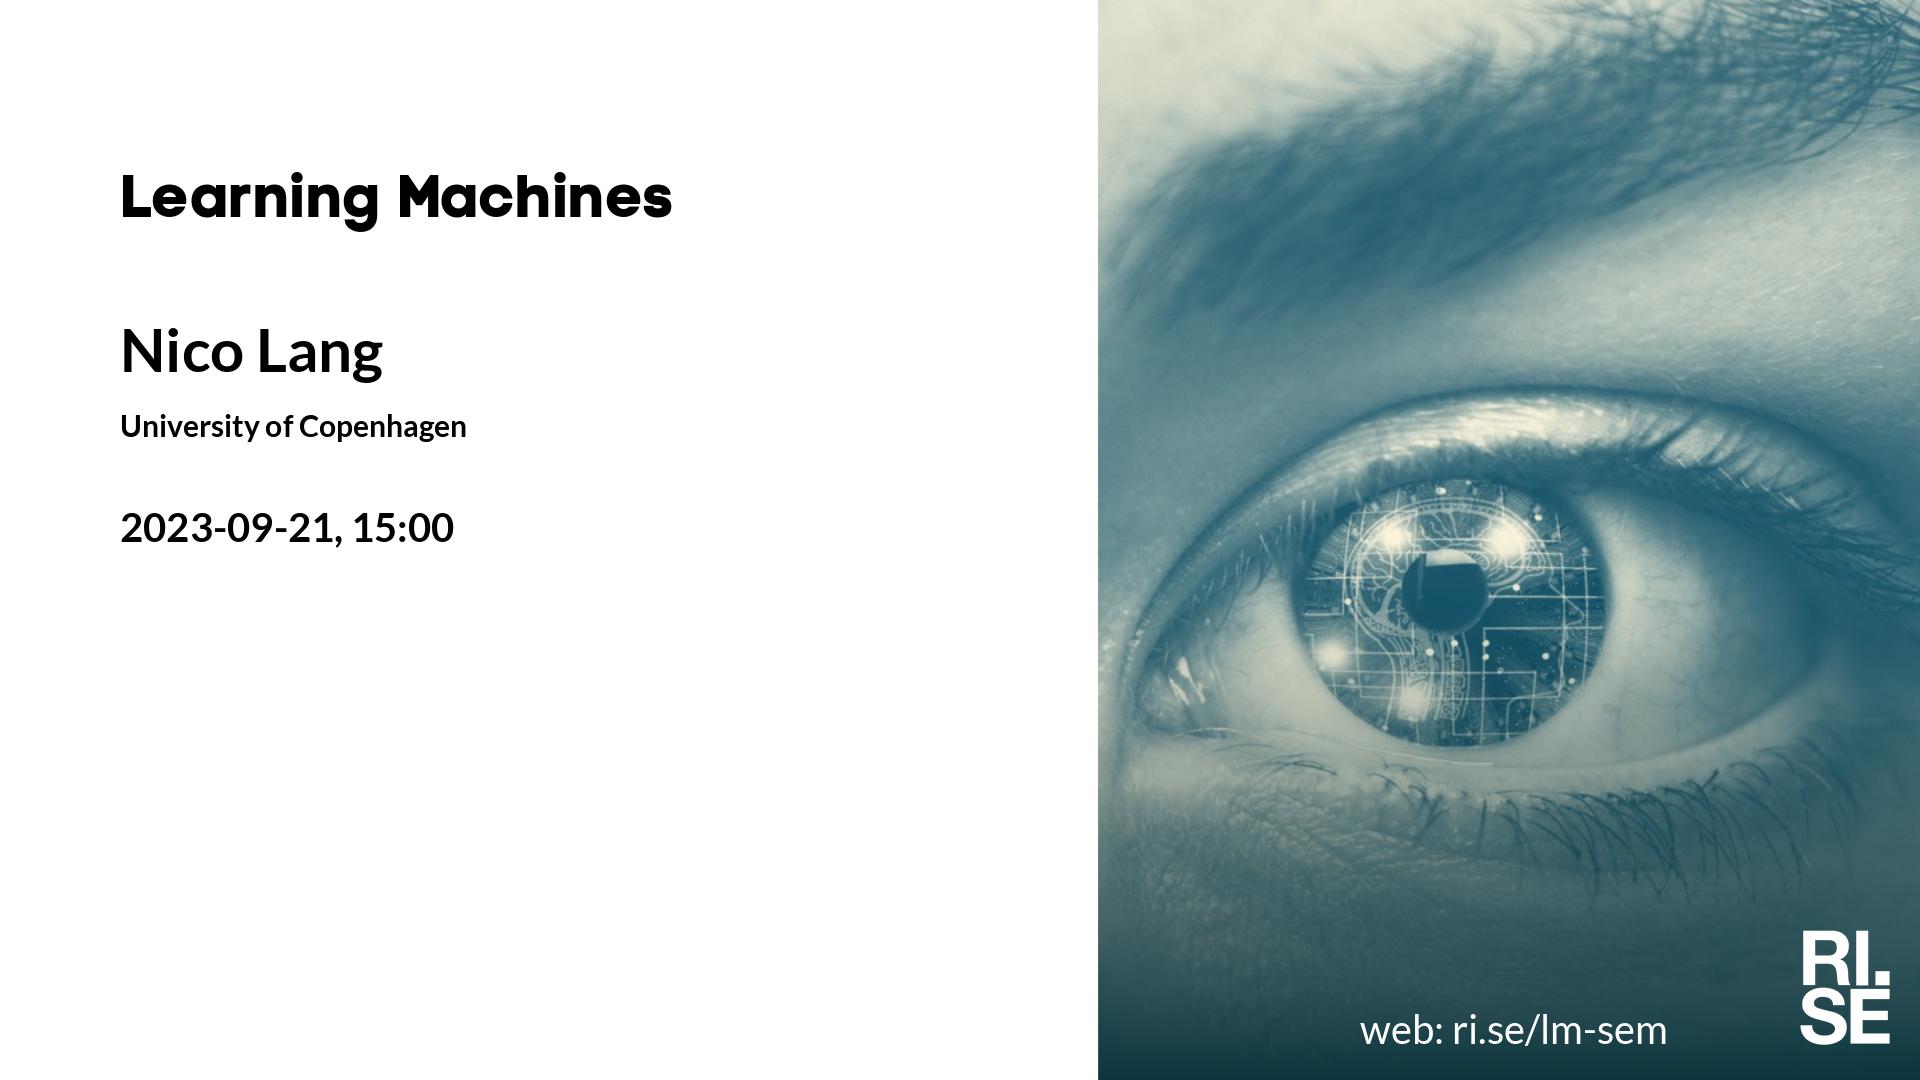 Learning Machines
Nico Lang
University of Copenhagen
2023-09-21, 15:00
web: ri.se/lm-sem
RI.
SE